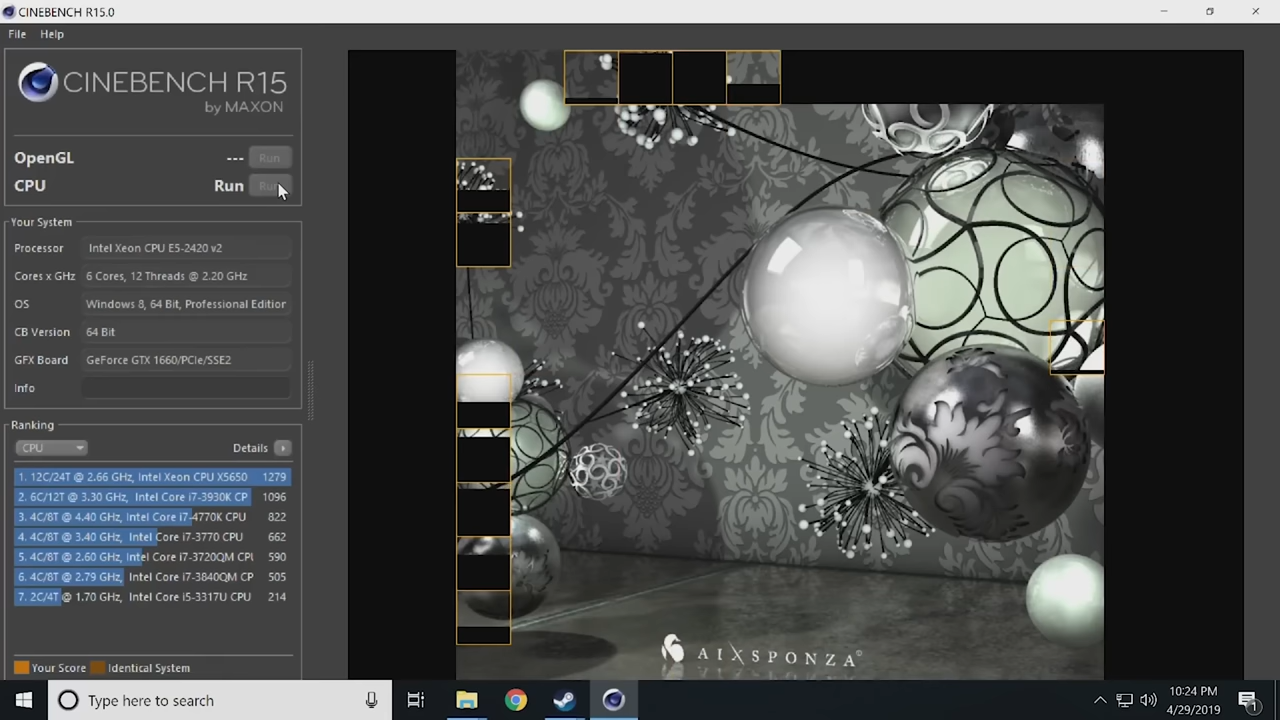 CINEBENCH R15.0
File Help
CINEBENCH R15
by MAXON
OpenGL --- Run
CPU Run Run
Your System
Processor Intel Xeon CPU E5-2420 v2
Cores x GHz 6 Cores, 12 Threads @ 2.20 GHz
OS Windows 8, 64 Bit, Professional Edition
CB Version 64 Bit
GFX Board GeForce GTX 1660/PCIe/SSE2
Info
Ranking
CPU Details
1. 12C/24T @ 2.66 GHz, Intel Xeon CPU X5650 1279
2. 6C/12T @ 3.30 GHz, Intel Core i7-3930K CP 1096
3. 4C/8T @ 4.40 GHz, Intel Core i7-4770K CPU 822
4. 4C/8T @ 3.40 GHz, Intel Core i7-3770 CPU 662
5. 4C/8T @ 2.60 GHz, Intel Core i7-3720QM CPU 590
6. 4C/8T @ 2.79 GHz, Intel Core i7-3840QM CP 505
7. 2C/4T @ 1.70 GHz, Intel Core i5-3317U CPU 214
Your Score Identical System
AIXSPONZA®
Type here to search
10:24 PM
4/29/2019
1